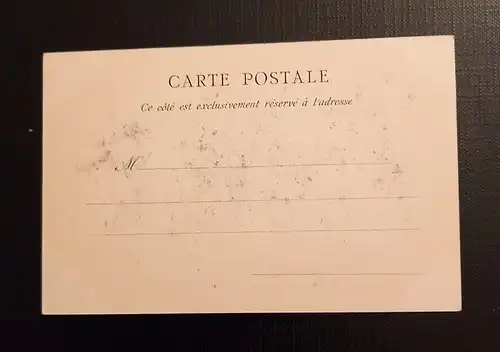 CARTE POSTALE
Ce côté est exclusivement réservé à l'adresse
M